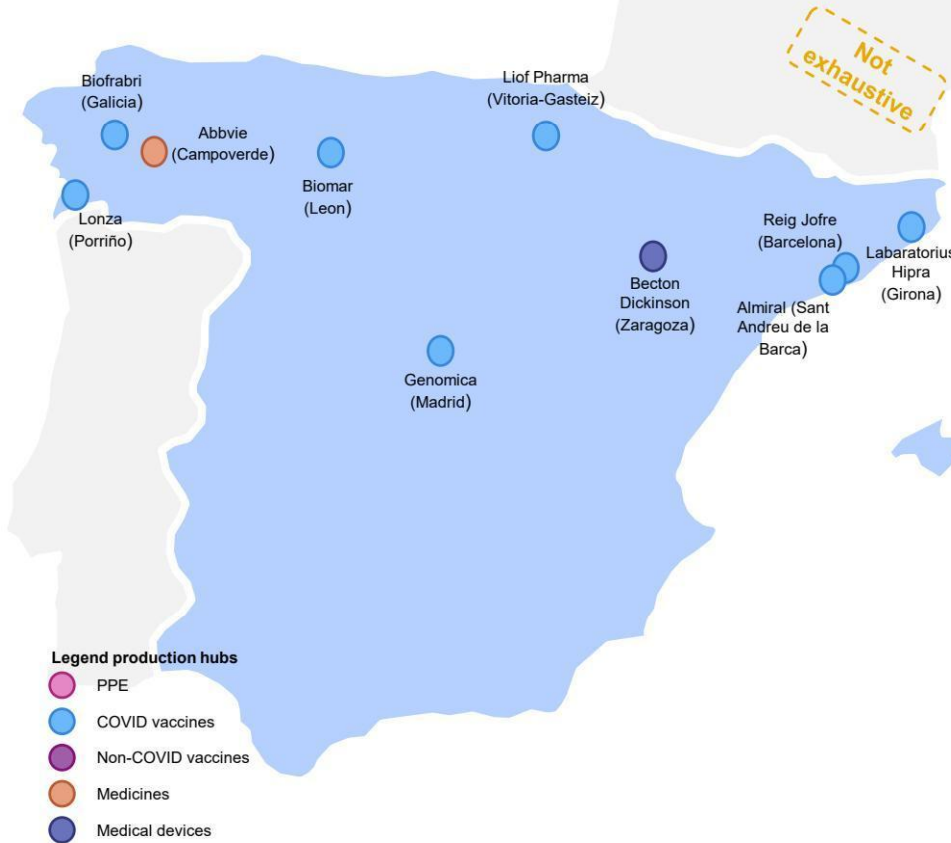 Not
exhaustive
Biofrabri
(Galicia)
Abbvie
(Campoverde)
Liof Pharma
(Vitoria-Gasteiz)
Biomar
(Leon)
Lonza
(Porriño)
Reig Jofre
(Barcelona)
Labaratorius
Hipra
(Girona)
Becton
Dickinson
(Zaragoza)
Almiral (Sant
Andreu de la
Barca)
Genomica
(Madrid)
Legend production hubs
PPE
COVID vaccines
Non-COVID vaccines
Medicines
Medical devices